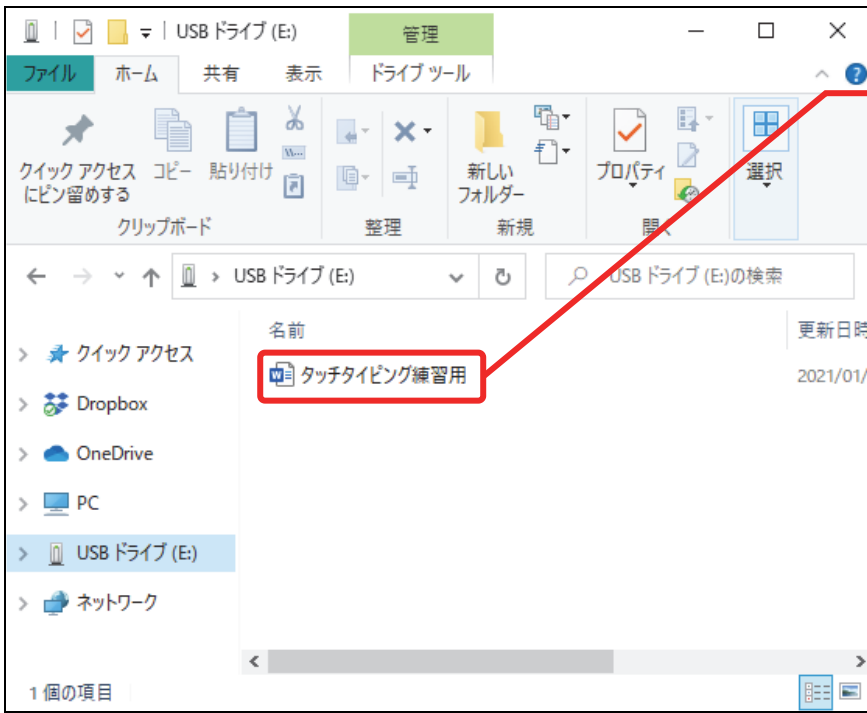 USB ドライブ (E:)
管理
ファイル ホーム 共有 表示 ドライブ ツール
クイック アクセス
にピン留めする
コピー
貼り付け
新しい
フォルダー
プロパティ
選択
クリップボード 整理 新規 開く
USB ドライブ (E:)
USB ドライブ (E:)の検索
名前 更新日時
クイック アクセス
タッチタイピング練習用 2021/01/
Dropbox
OneDrive
PC
USB ドライブ (E:)
ネットワーク
1 個の項目